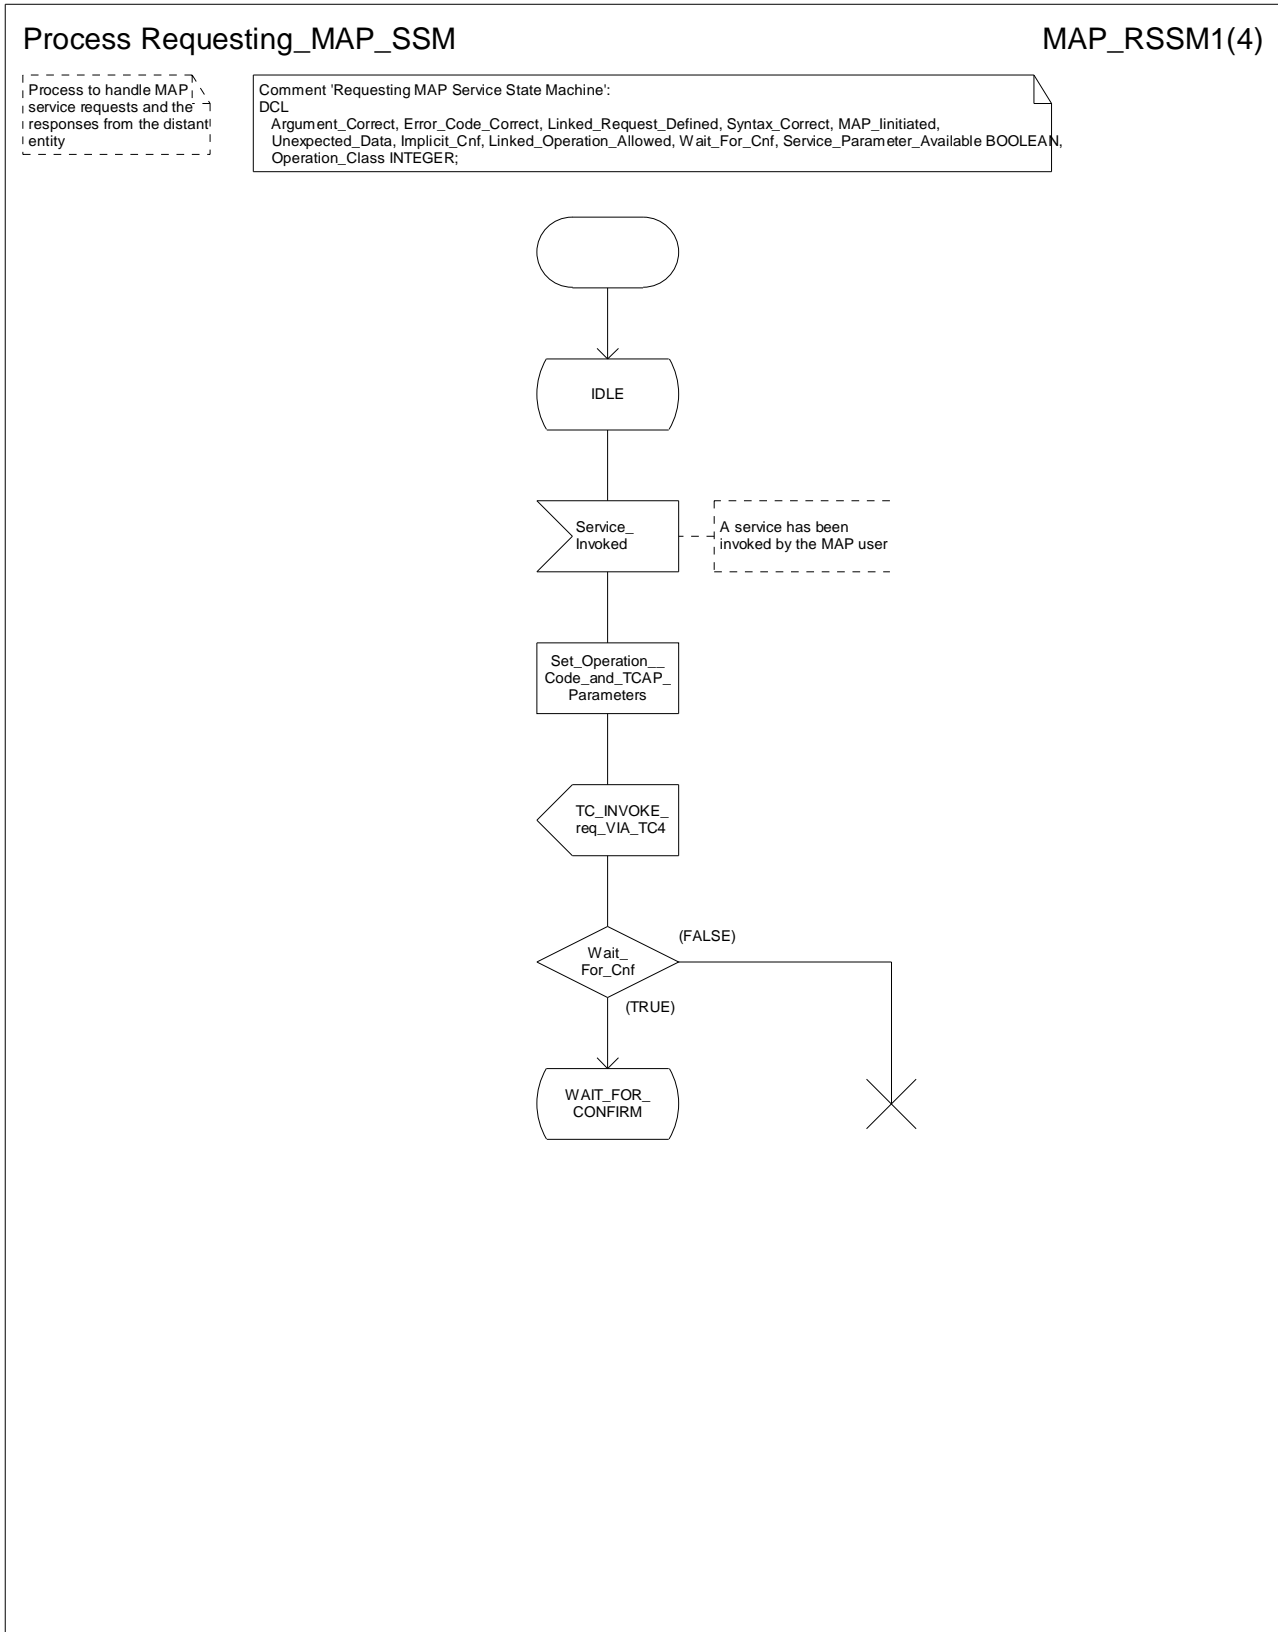 Process Requesting_MAP_SSM
MAP_RSSM1(4)
Process to handle MAP
service requests and the
responses from the distant
entity
Comment 'Requesting MAP Service State Machine':
DCL
Argument_Correct, Error_Code_Correct, Linked_Request_Defined, Syntax_Correct, MAP_Iinitiated,
Unexpected_Data, Implicit_Cnf, Linked_Operation_Allowed, Wait_For_Cnf, Service_Parameter_Available BOOLEAN,
Operation_Class INTEGER;
IDLE
Service_
Invoked
A service has been
invoked by the MAP user
Set_Operation__
Code_and_TCAP_
Parameters
TC_INVOKE_
req_VIA_TC4
Wait_
For_Cnf
(FALSE)
(TRUE)
WAIT_FOR_
CONFIRM